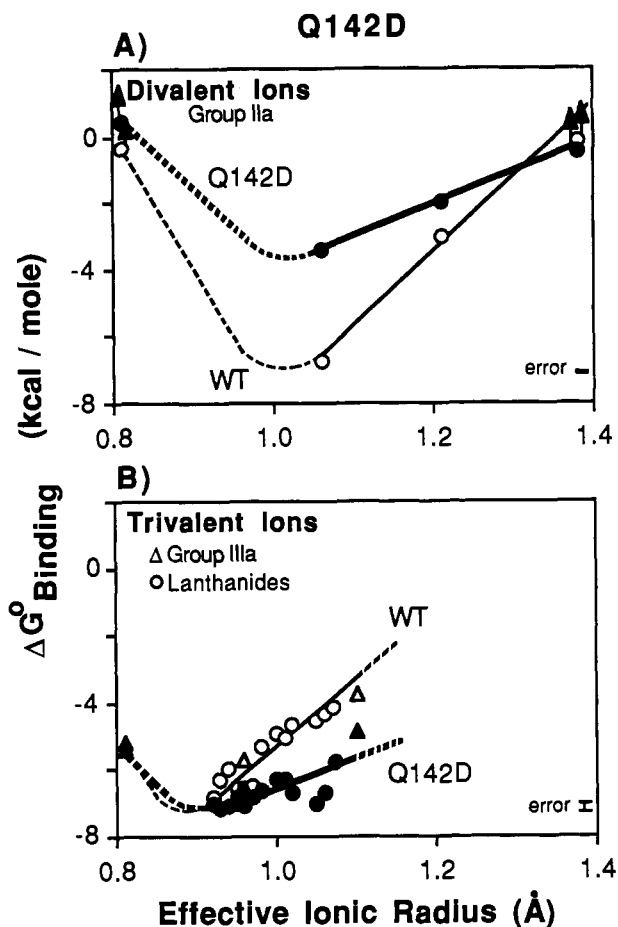 Q142D
A)
Divalent Ions
Group IIa
0
Q142D
-4
WT
error
-8
0.8 1.0 1.2 1.4
B)
Trivalent Ions
△ Group IIIa
○ Lanthanides
0
WT
-4
Q142D
error
-8
0.8 1.0 1.2 1.4
ΔG° Binding (kcal / mole)
Effective Ionic Radius (Å)